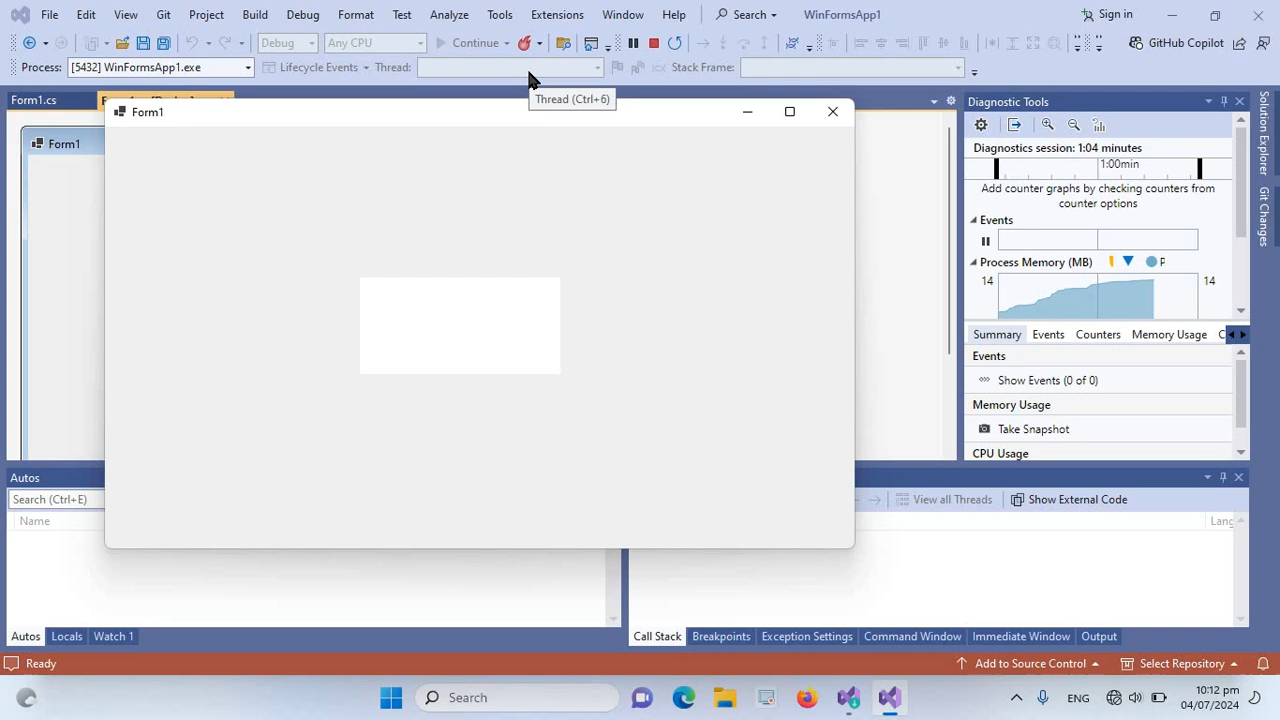 File Edit View Git Project Build Debug Format Test Analyze Tools Extensions Window Help Search WinFormsApp1 Sign in
Debug Any CPU Continue GitHub Copilot
Process: [5432] WinFormsApp1.exe Lifecycle Events Thread: Stack Frame:
Thread (Ctrl+6)
Form1.cs
Form1
Form1
Diagnostic Tools
Diagnostics session: 1:04 minutes
1:00min
Add counter graphs by checking counters from
counter options
Events
Process Memory (MB) P
14 14
Summary Events Counters Memory Usage C
Events
Show Events (0 of 0)
Memory Usage
Take Snapshot
CPU Usage
Solution Explorer
Git Changes
Autos
Search (Ctrl+E) View all Threads Show External Code
Name Lang
Autos Locals Watch 1 Call Stack Breakpoints Exception Settings Command Window Immediate Window Output
Ready Add to Source Control Select Repository
Search ENG 10:12 pm
04/07/2024